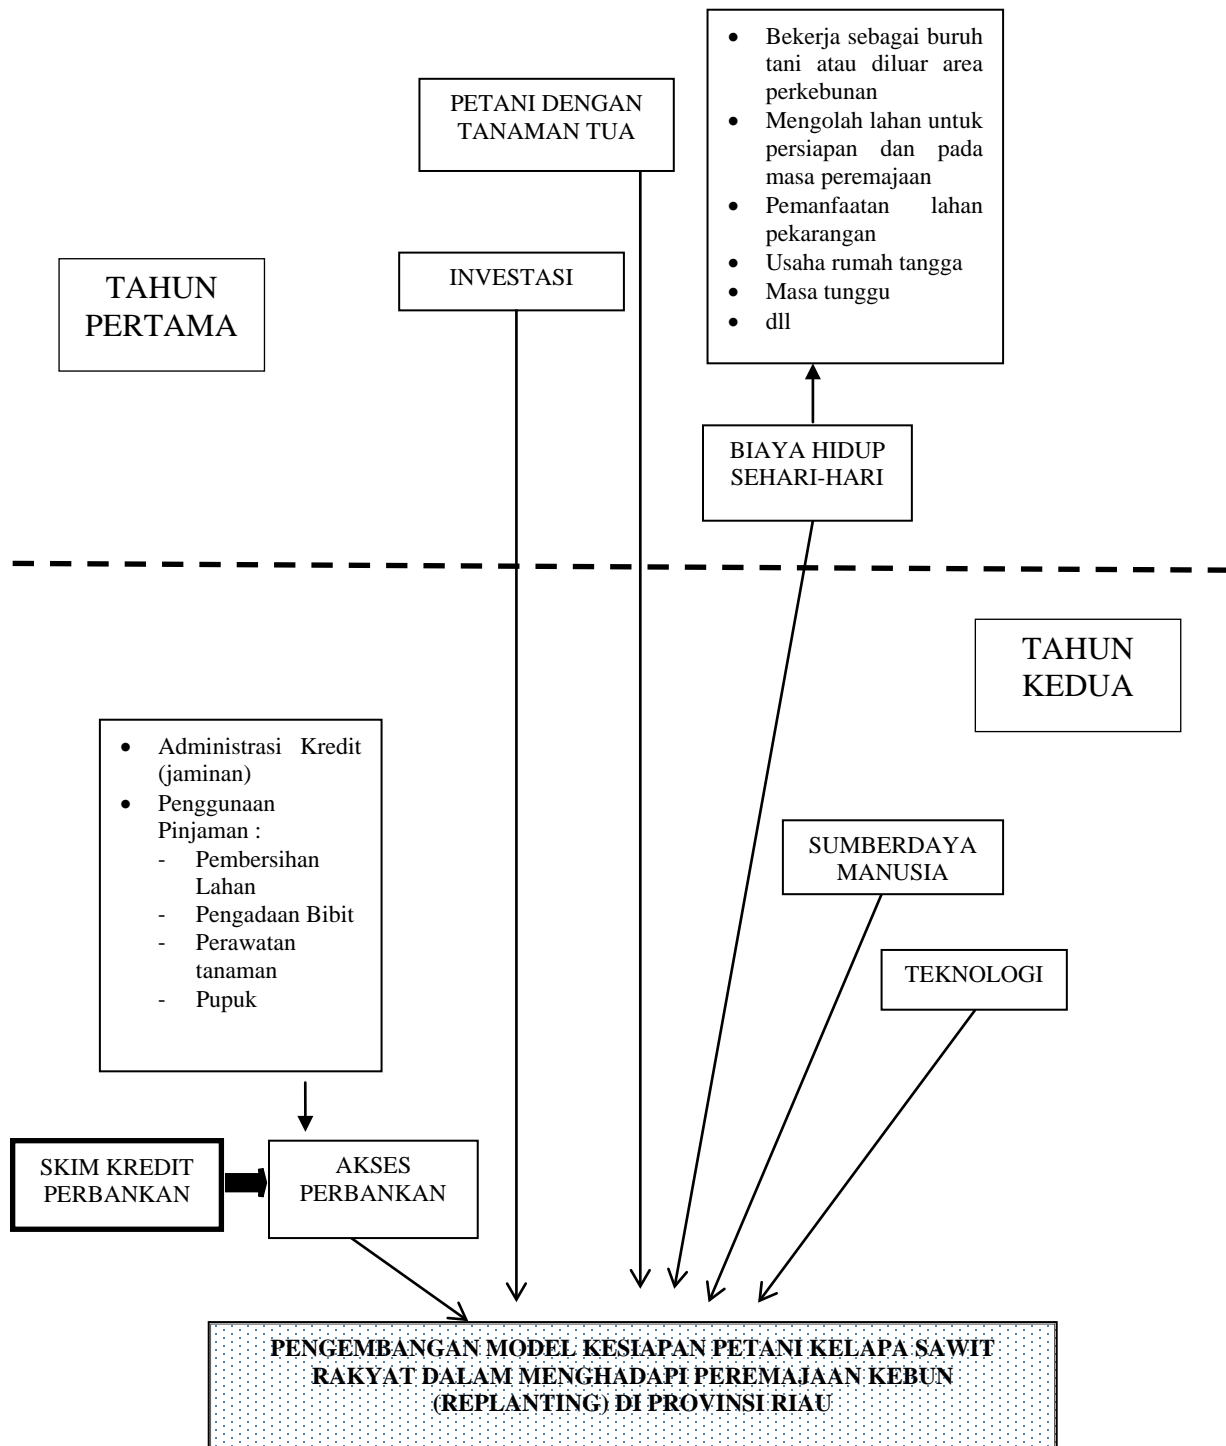 • Bekerja sebagai buruh
tani atau diluar area
perkebunan
• Mengolah lahan untuk
persiapan dan pada
masa peremajaan
• Pemanfaatan lahan
pekarangan
• Usaha rumah tangga
• Masa tunggu
• dll
PETANI DENGAN
TANAMAN TUA
INVESTASI
TAHUN
PERTAMA
BIAYA HIDUP
SEHARI-HARI
TAHUN
KEDUA
• Administrasi Kredit
(jaminan)
• Penggunaan
Pinjaman :
- Pembersihan
Lahan
- Pengadaan Bibit
- Perawatan
tanaman
- Pupuk
SUMBERDAYA
MANUSIA
TEKNOLOGI
SKIM KREDIT
PERBANKAN
AKSES
PERBANKAN
PENGEMBANGAN MODEL KESIAPAN PETANI KELAPA SAWIT
RAKYAT DALAM MENGHADAPI PEREMAJAAN KEBUN
(REPLANTING) DI PROVINSI RIAU